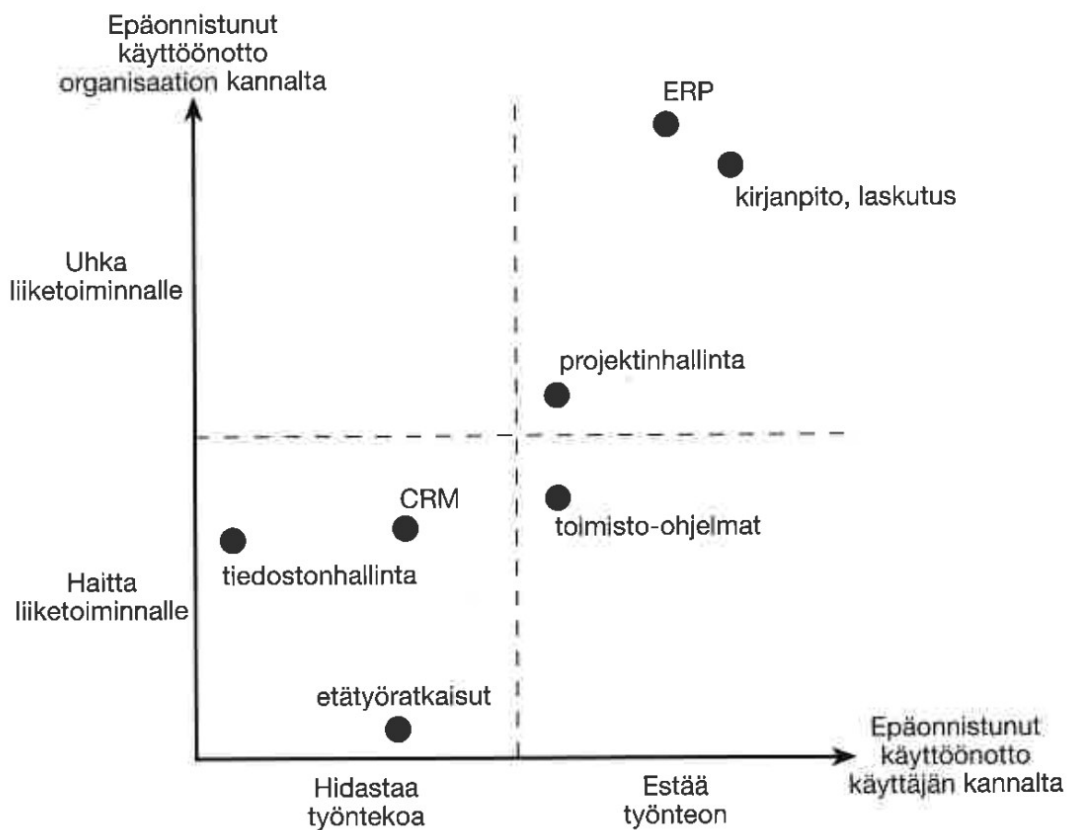 Epäonnistunut
käyttöönotto
organisaation kannalta
ERP
kirjanpito, laskutus
Uhka
liiketoiminnalle
projektinhallinta
CRM
toimisto-ohjelmat
tiedostonhallinta
Haitta
liiketoiminnalle
etätyöratkaisut
Epäonnistunut
käyttöönotto
käyttäjän kannalta
Hidastaa
työntekoa
Estää
työnteon